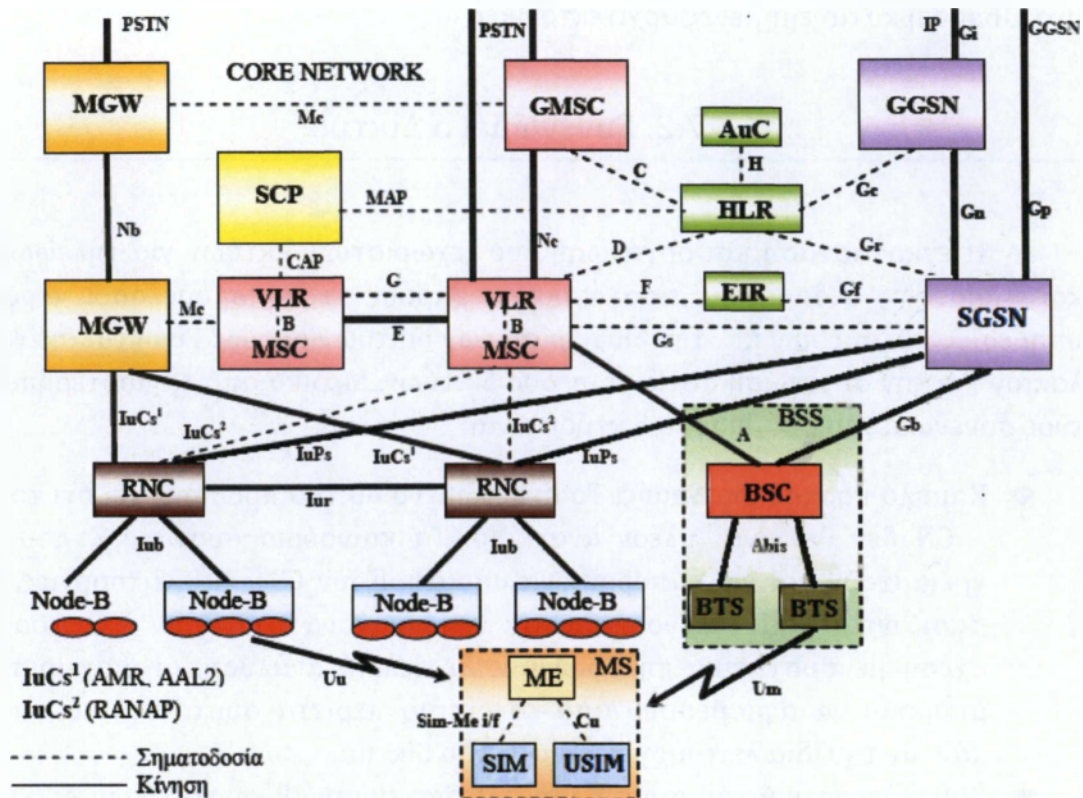 PSTN
PSTN
IP
Gi
GGSN
CORE NETWORK
MGW
Mc
GMSC
AuC
GGSN
H
C
Gc
SCP
MAP
HLR
Nb
Nc
Gn
Gp
D
Gr
CAP
G
F
EIR
Gf
MGW
Mc
VLR
B
MSC
E
VLR
B
MSC
Gs
SGSN
IuCs¹
IuCs²
IuPs
IuCs¹
IuCs²
IuPs
A
BSS
Gb
RNC
Iur
RNC
BSC
Iub
Iub
Abis
Node-B
Node-B
Node-B
Node-B
BTS
BTS
Uu
MS
ME
Um
IuCs¹ (AMR, AAL2)
IuCs² (RANAP)
Sim-Me i/f
Cu
SIM
USIM
Σηματοδοσία
Κίνηση